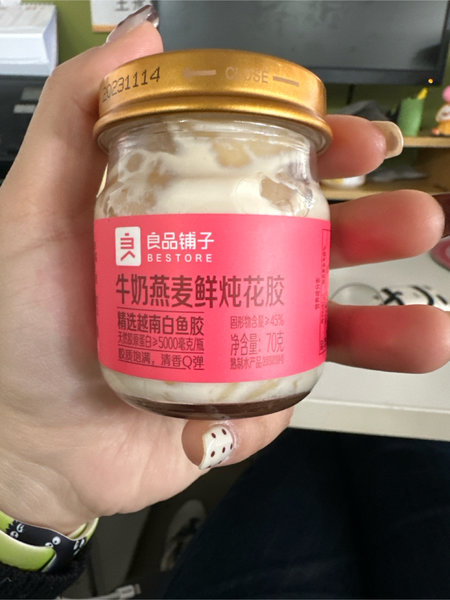 20231114
CLOSE
良品铺子
BESTORE
牛奶燕麦鲜炖花胶
精选越南白鱼胶
天然胶原蛋白≥5000毫克/瓶
胶质饱满，清香Q弹
固形物含量≥45%
净含量：70克